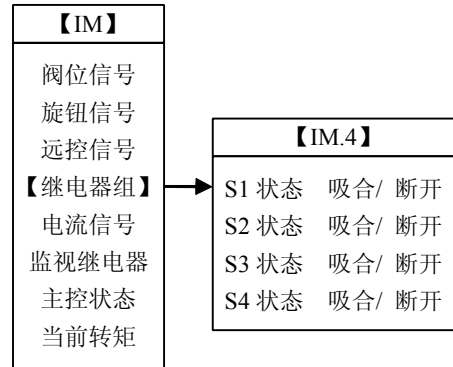 【IM】
阀位信号
旋钮信号
远控信号
【继电器组】
电流信号
监视继电器
主控状态
当前转矩
【IM.4】
S1 状态 吸合/ 断开
S2 状态 吸合/ 断开
S3 状态 吸合/ 断开
S4 状态 吸合/ 断开